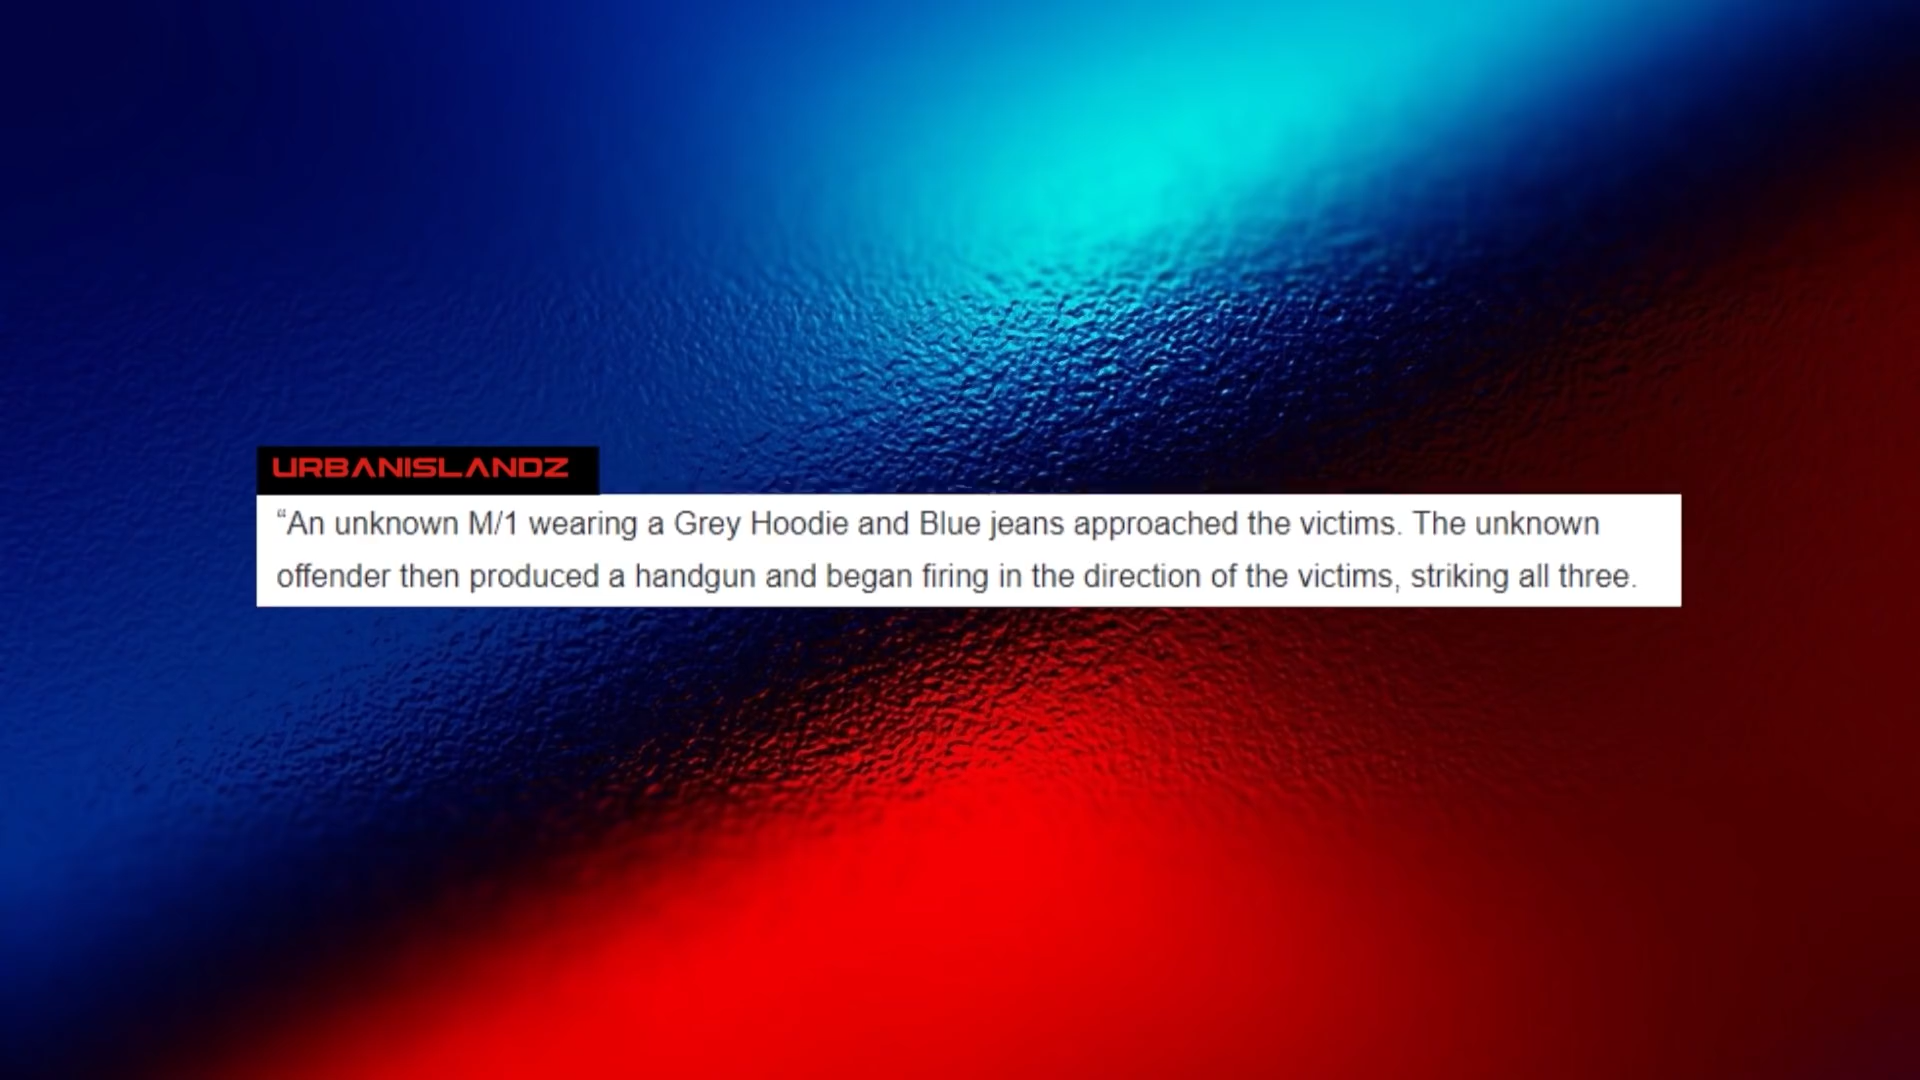 URBANISLANDZ
“An unknown M/1 wearing a Grey Hoodie and Blue jeans approached the victims. The unknown
offender then produced a handgun and began firing in the direction of the victims, striking all three.